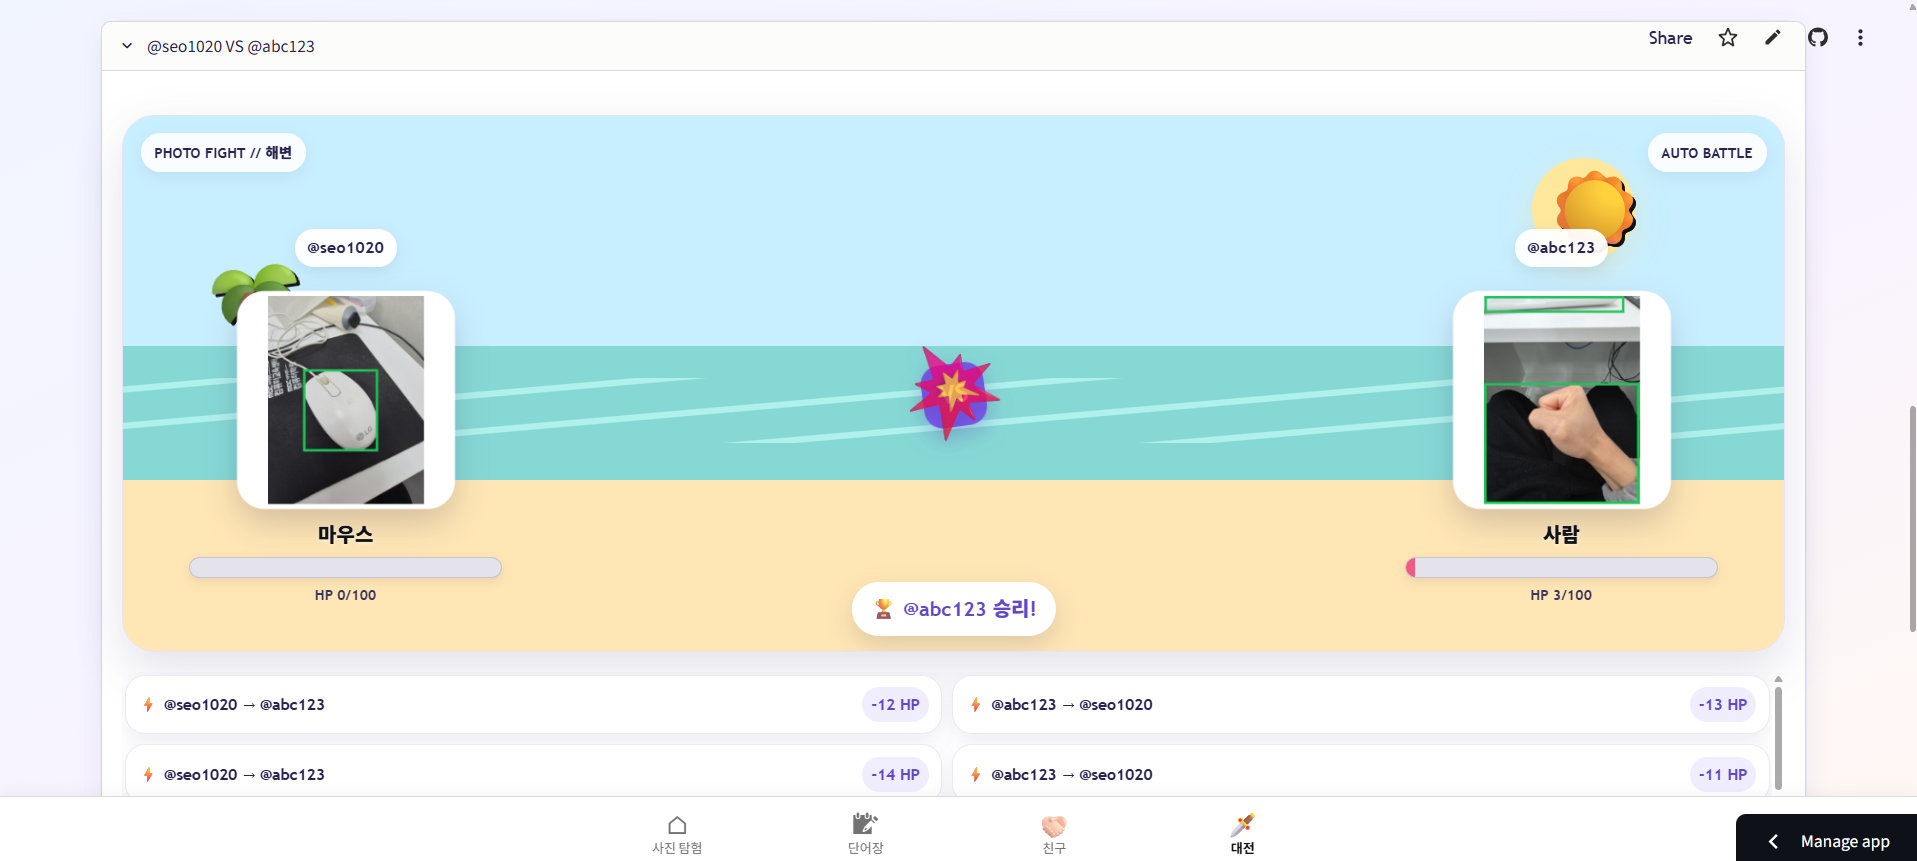 @seo1020 VS @abc123
Share
PHOTO FIGHT // 해변
AUTO BATTLE
@seo1020
@abc123
LG
마우스
사람
HP 0/100
HP 3/100
🏆 @abc123 승리!
@seo1020 → @abc123
-12 HP
@abc123 → @seo1020
-13 HP
@seo1020 → @abc123
-14 HP
@abc123 → @seo1020
-11 HP
사진 탐험
단어장
친구
대전
Manage app